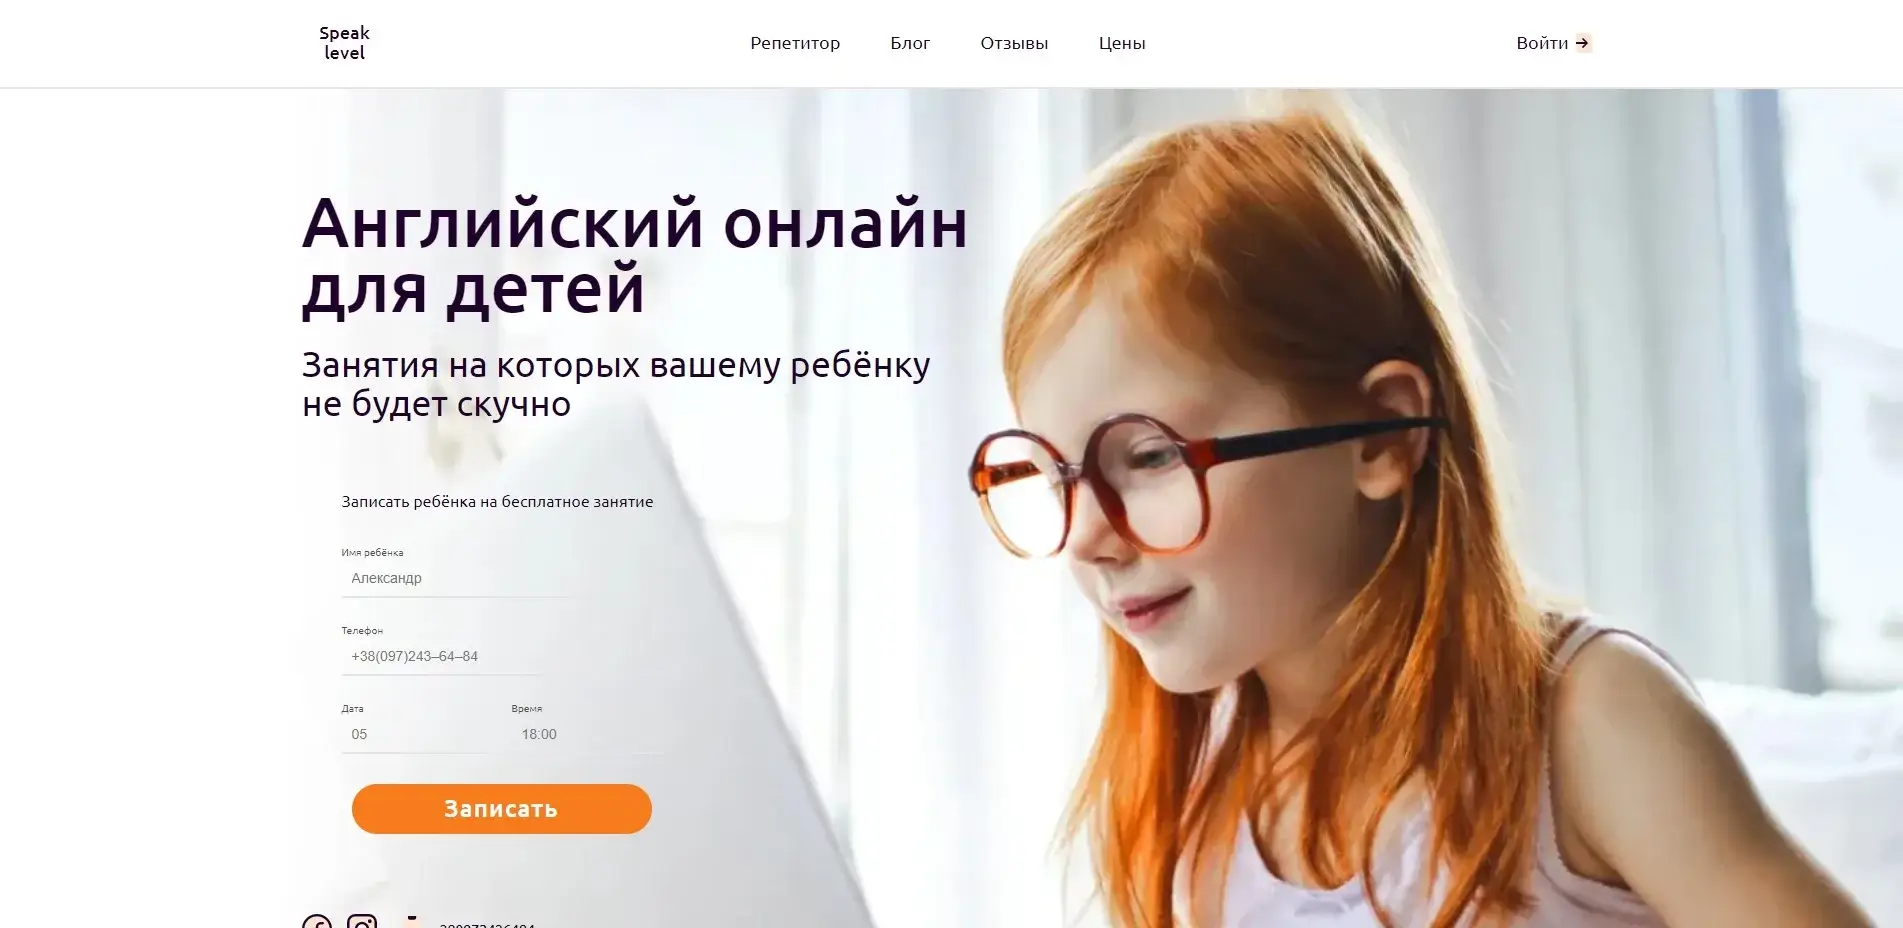 Speak
level
Репетитор Блог Отзывы Цены Войти
Английский онлайн
для детей
Занятия на которых вашему ребёнку
не будет скучно
Записать ребёнка на бесплатное занятие
Имя ребёнка
Александр
Телефон
+38(097)243–64–84
Дата Время
05 18:00
Записать